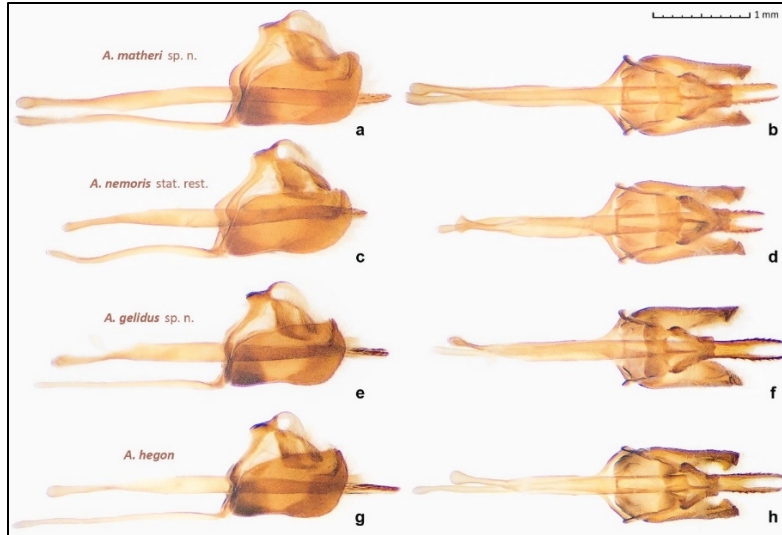 1 mm
A. matheri sp. n.
a
b
A. nemoris stat. rest.
c
d
A. gelidus sp. n.
e
f
A. hegon
g
h